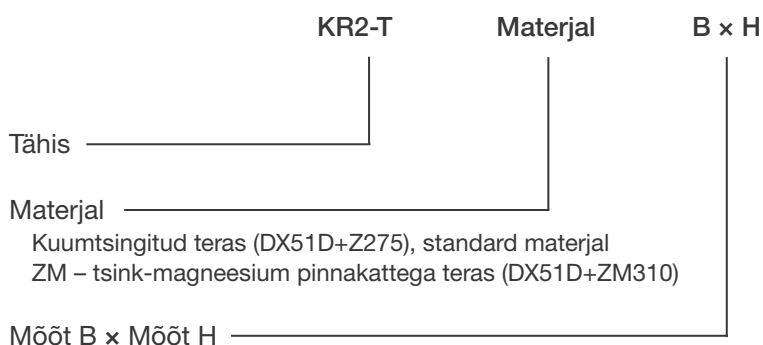 KR2-T Materjal B × H
Tähis
Materjal
Kuumtsingitud teras (DX51D+Z275), standard materjal
ZM – tsink-magneesium pinnakattega teras (DX51D+ZM310)
Mõõt B × Mõõt H